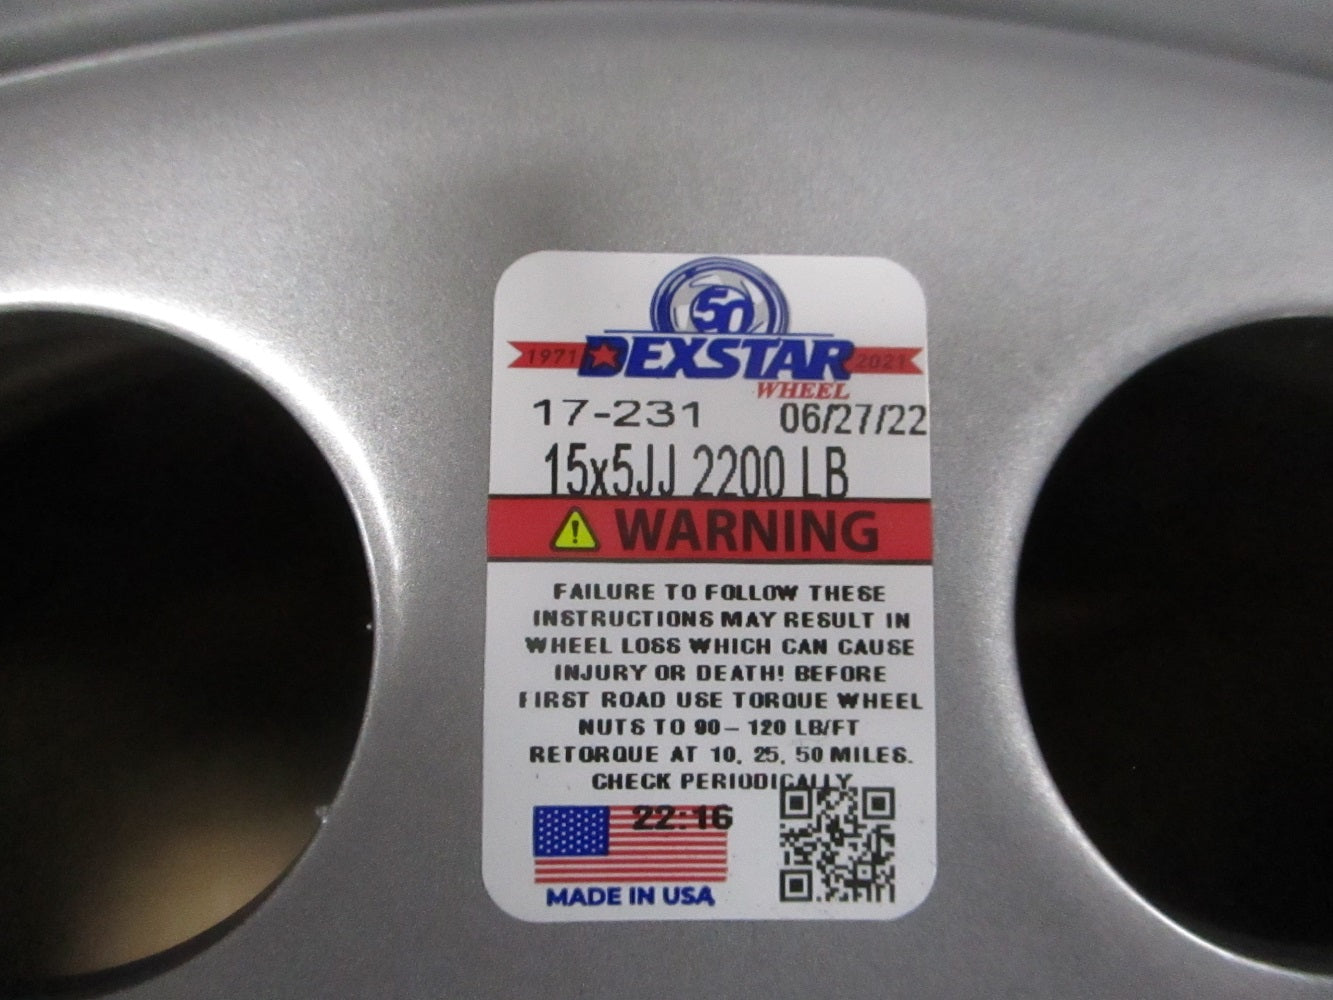 50
1971 DEXSTAR 2021
WHEEL
17-231 06/27/22
15x5JJ 2200 LB
WARNING
FAILURE TO FOLLOW THESE
INSTRUCTIONS MAY RESULT IN
WHEEL LOSS WHICH CAN CAUSE
INJURY OR DEATH! BEFORE
FIRST ROAD USE TORQUE WHEEL
NUTS TO 90 – 120 LB/FT
RETORQUE AT 10, 25, 50 MILES.
CHECK PERIODICALLY
22:16
MADE IN USA